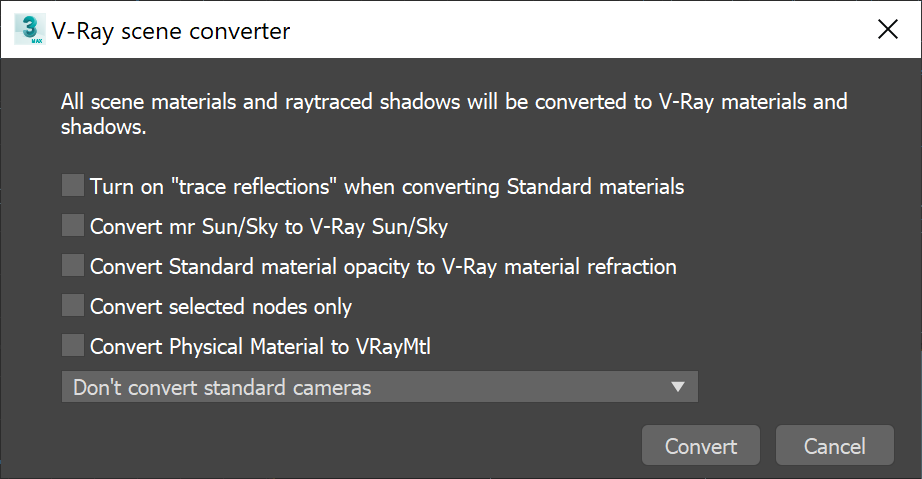 3
MAX
V-Ray scene converter
All scene materials and raytraced shadows will be converted to V-Ray materials and
shadows.
Turn on "trace reflections" when converting Standard materials
Convert mr Sun/Sky to V-Ray Sun/Sky
Convert Standard material opacity to V-Ray material refraction
Convert selected nodes only
Convert Physical Material to VRayMtl
Don't convert standard cameras
Convert
Cancel